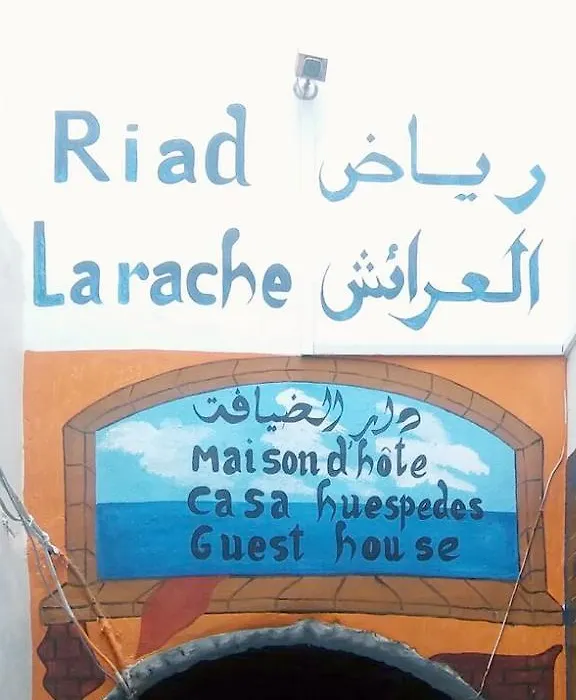 Riad رياض
Larache العرائش
دار الضيافة
Maison d'hôte
casa huespedes
Guest house